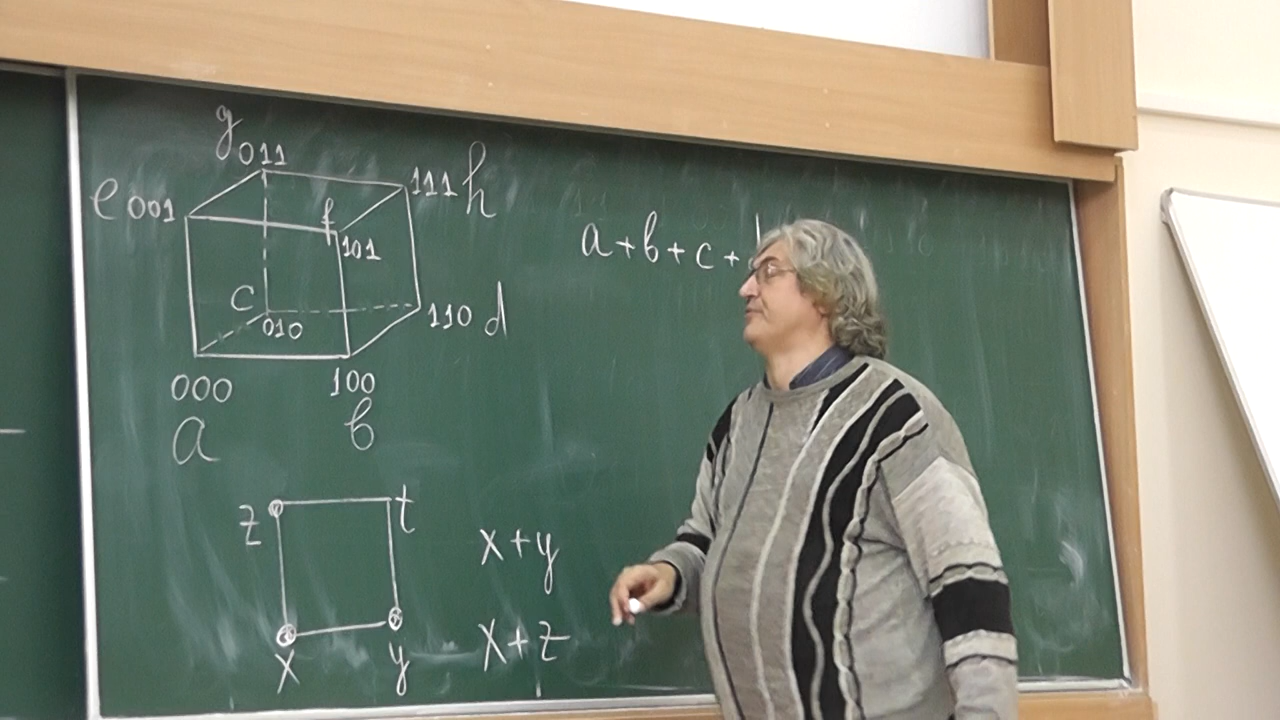 g
011
111 h
e 001
f
101
a + b + c +
c
010
110 d
000
100
a
b
z
t
x + y
x + z
x
y